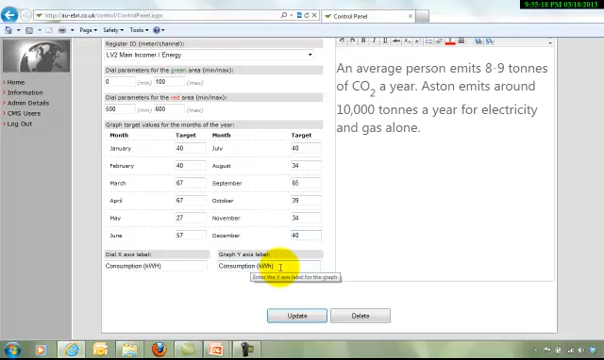 9:55:18 PM 03/18/2013
http://au-ebri.co.uk/control/ControlPanel.aspx
Control Panel
Page
Safety
Tools
Register ID (meter/channel):
LV2 Main Incomer / Energy
Dial parameters for the green area (min/max):
0 (min) 100 (max)
Dial parameters for the red area (min/max):
500 (min) 600 (max)
Graph target values for the months of the year:
Month Target Month Target
January 40 July 40
February 40 August 34
March 67 September 65
April 67 October 39
May 27 November 34
June 57 December 40
Dial X axis label: Graph Y axis label:
Consumption (kWH) Consumption (kWh)
Enter the Y axis label for the graph
Update Delete
Home
Information
Admin Details
CMS Users
Log Out
An average person emits 8-9 tonnes
of CO2 a year. Aston emits around
10,000 tonnes a year for electricity
and gas alone.